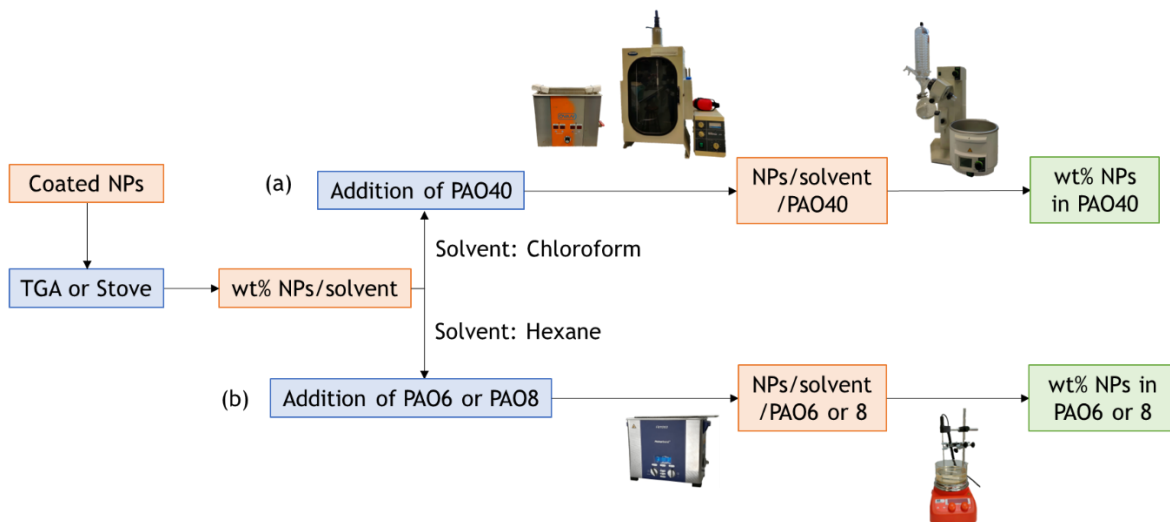 (a)
Coated NPs
Addition of PAO40
NPs/solvent
/PAO40
wt% NPs
in PAO40
Solvent: Chloroform
TGA or Stove
wt% NPs/solvent
Solvent: Hexane
(b)
Addition of PAO6 or PAO8
NPs/solvent
/PAO6 or 8
wt% NPs in
PAO6 or 8